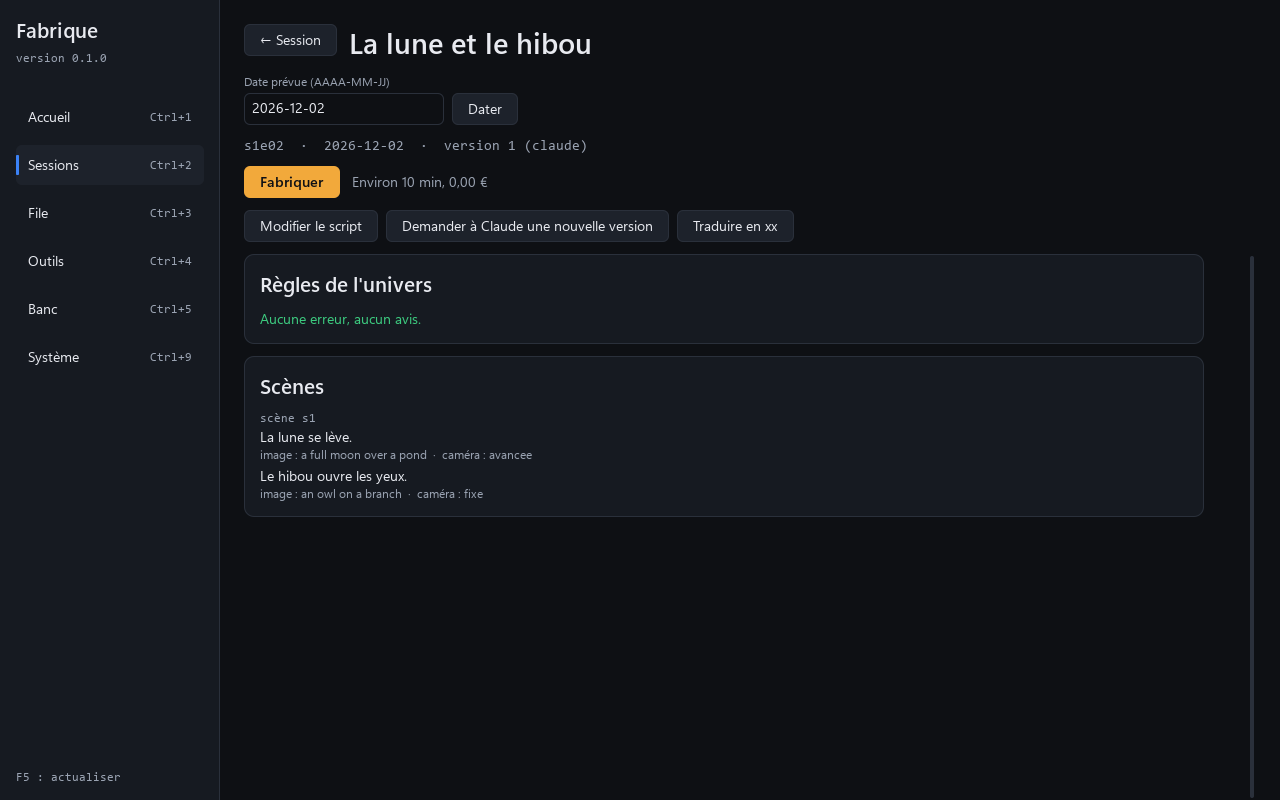 Fabrique
version 0.1.0
Accueil Ctrl+1
Sessions Ctrl+2
File Ctrl+3
Outils Ctrl+4
Banc Ctrl+5
Système Ctrl+9
F5 : actualiser
← Session La lune et le hibou
Date prévue (AAAA-MM-JJ)
2026-12-02 Dater
s1e02 · 2026-12-02 · version 1 (claude)
Fabriquer Environ 10 min, 0,00 €
Modifier le script Demander à Claude une nouvelle version Traduire en xx
Règles de l'univers
Aucune erreur, aucun avis.
Scènes
scène s1
La lune se lève.
image : a full moon over a pond · caméra : avancee
Le hibou ouvre les yeux.
image : an owl on a branch · caméra : fixe